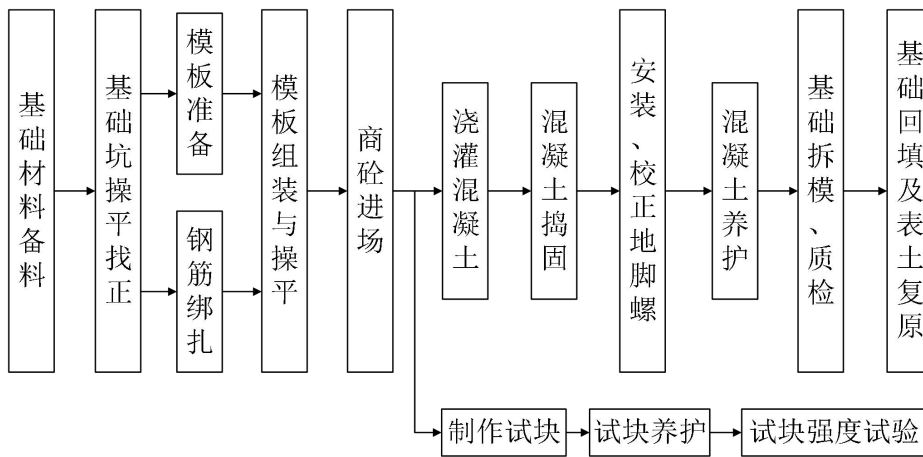 基础材料备料
基础坑操平找正
模板准备
钢筋绑扎
模板组装与操平
商砼进场
浇灌混凝土
混凝土捣固
安装、校正地脚螺
混凝土养护
基础拆模、质检
基础回填及表土复原
制作试块
试块养护
试块强度试验